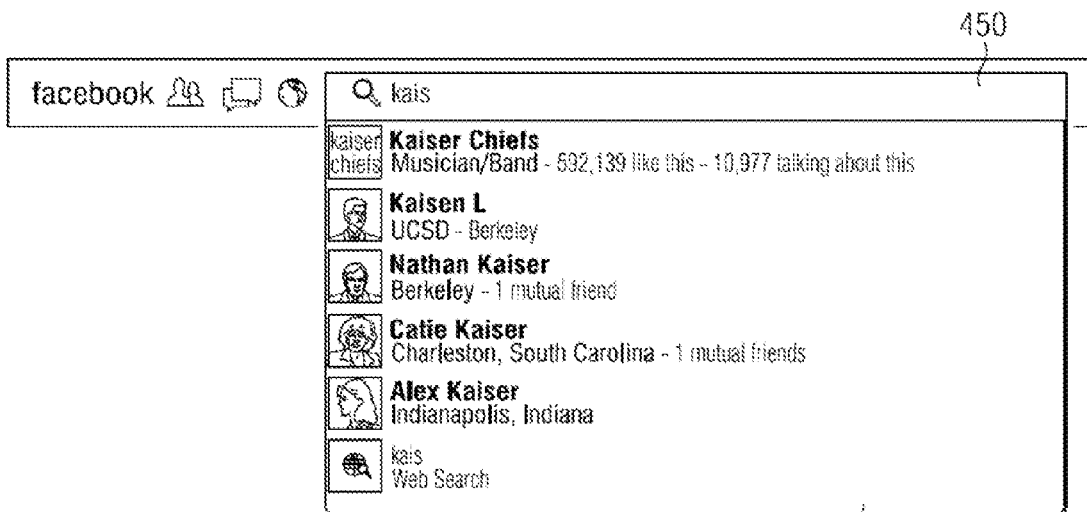 450
facebook
kais
kaiser
chiefs
Kaiser Chiefs
Musician/Band - 592,139 like this - 10,977 talking about this
Kaisen L
UCSD - Berkeley
Nathan Kaiser
Berkeley - 1 mutual friend
Catie Kaiser
Charleston, South Carolina - 1 mutual friends
Alex Kaiser
Indianapolis, Indiana
kais
Web Search